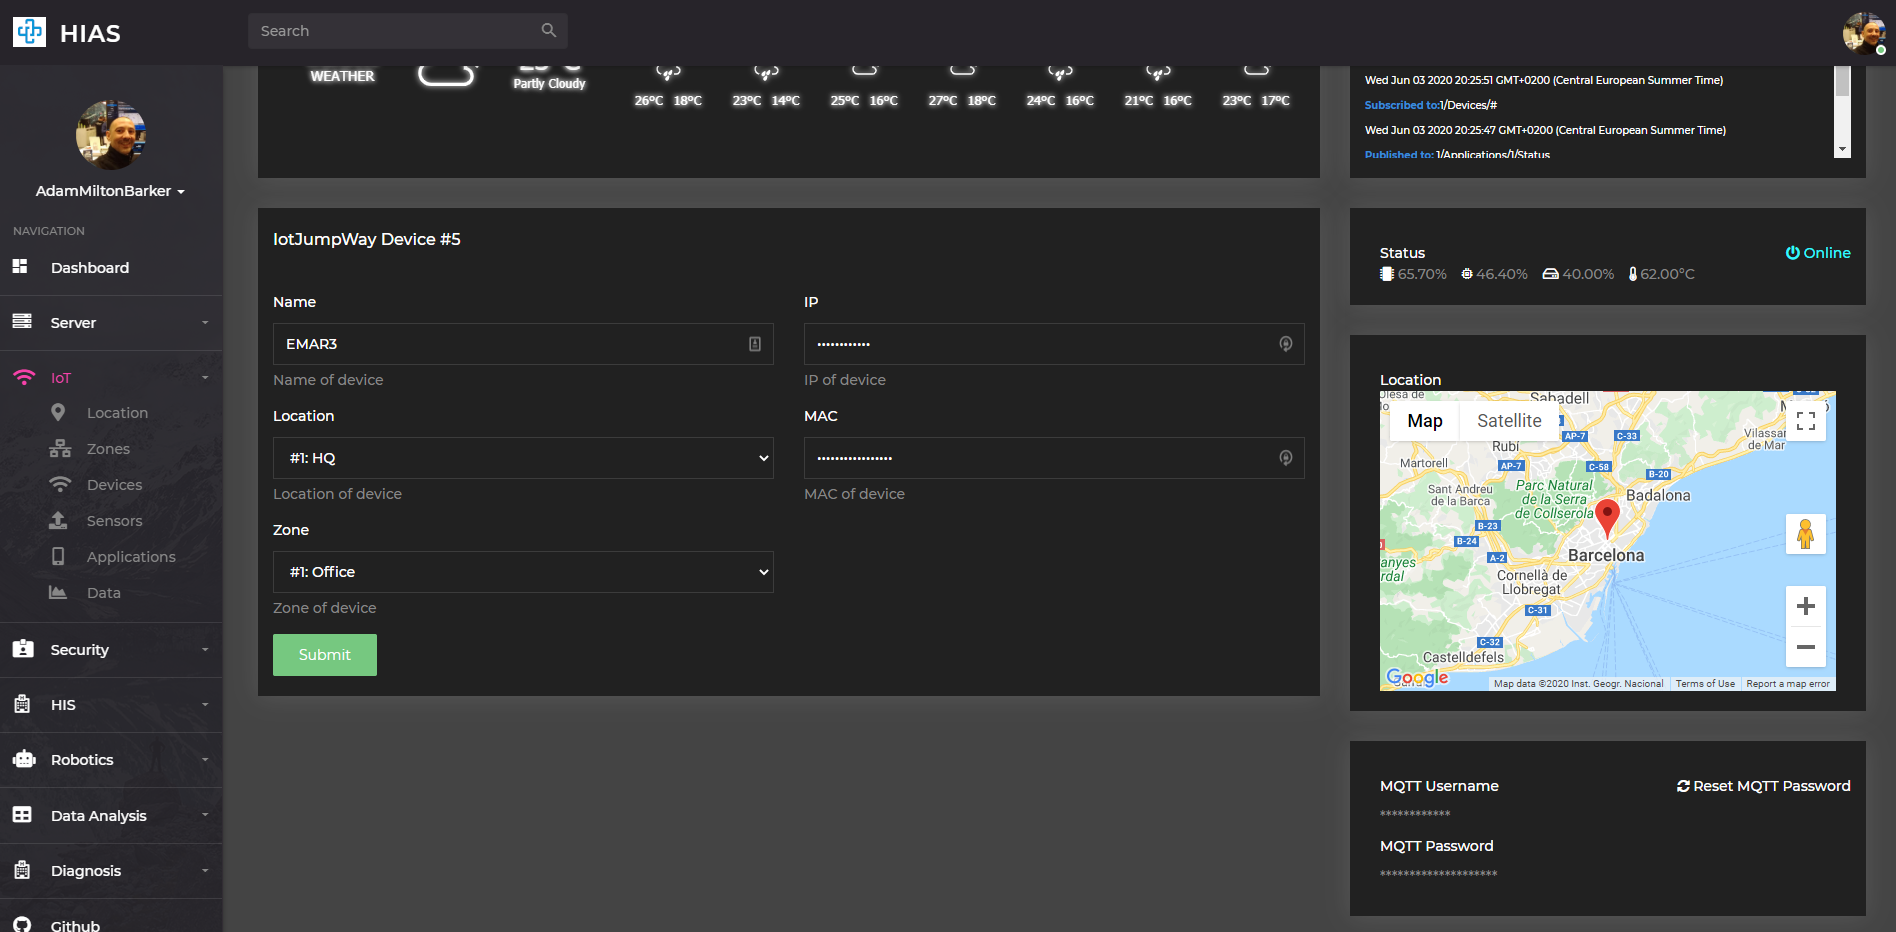 HIAS
Search
AdamMiltonBarker
NAVIGATION
Dashboard
Server
IoT
Location
Zones
Devices
Sensors
Applications
Data
Security
HIS
Robotics
Data Analysis
Diagnosis
Github
WEATHER
Partly Cloudy
26°C 18°C
23°C 14°C
25°C 16°C
27°C 18°C
24°C 16°C
21°C 16°C
23°C 17°C
Wed Jun 03 2020 20:25:51 GMT+0200 (Central European Summer Time)
Subscribed to:1/Devices/#
Wed Jun 03 2020 20:25:47 GMT+0200 (Central European Summer Time)
Published to: 1/Applications/1/Status
IotJumpWay Device #5
Name
EMAR3
Name of device
IP
••••••••••••
IP of device
Location
#1: HQ
Location of device
MAC
•••••••••••••••••
MAC of device
Zone
#1: Office
Zone of device
Submit
Status
Online
65.70% 46.40% 40.00% 62.00°C
Location
Map Satellite
Sabadell
AP-7
C-33
Rubí
Vilassar
de Mar
Martorell
AP-7
C-58
B-20
Sant Andreu
de la Barca
Parc Natural
de la Serra
de Collserola
Badalona
B-23
B-24
A-2
Barcelona
Cornellà de
Llobregat
C-31
C-32
Castelldefels
Google
Map data ©2020 Inst. Geogr. Nacional
Terms of Use
Report a map error
MQTT Username
Reset MQTT Password
************
MQTT Password
********************